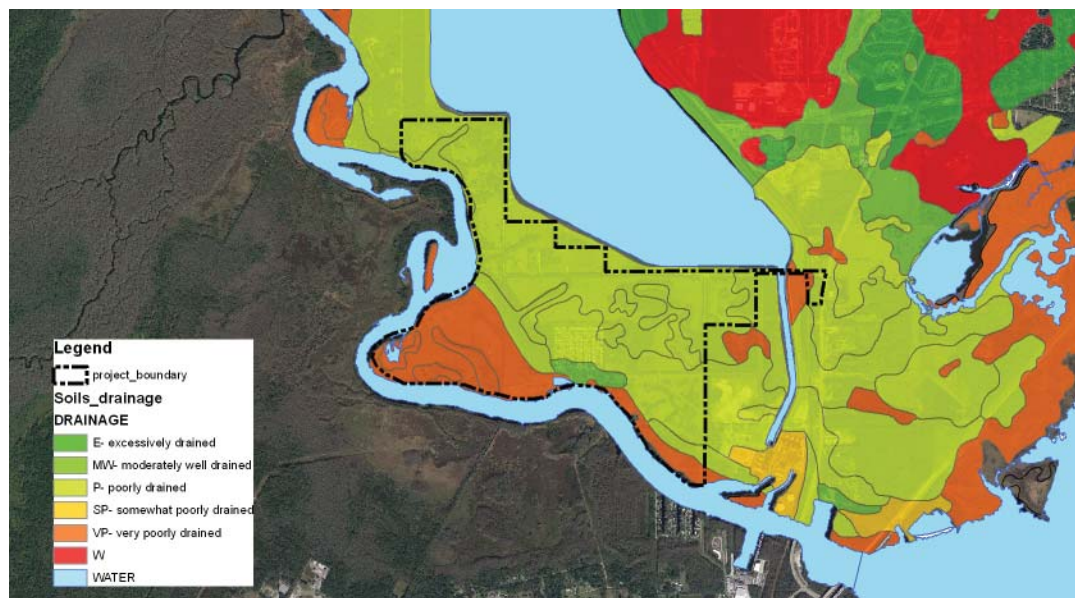 Legend
project_boundary
Soils_drainage
DRAINAGE
E- excessively drained
MW- moderately well drained
P- poorly drained
SP- somewhat poorly drained
VP- very poorly drained
W
WATER